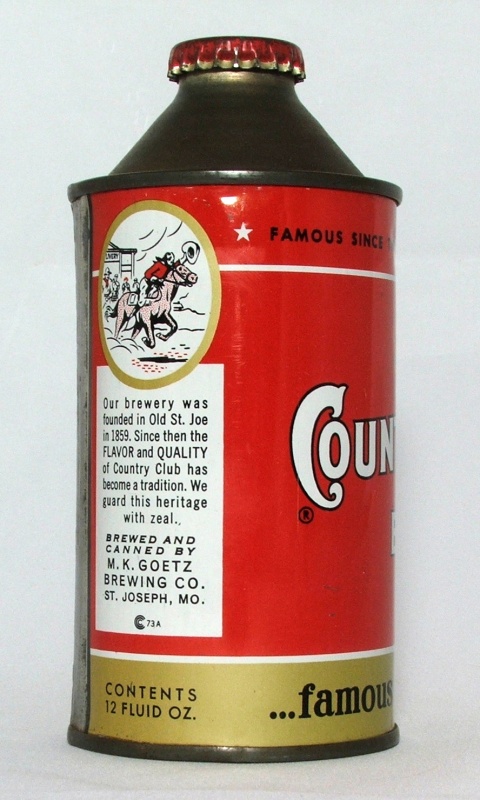 FAMOUS SINCE
Our brewery was
founded in Old St. Joe
in 1859. Since then the
FLAVOR and QUALITY
of Country Club has
become a tradition. We
guard this heritage
with zeal.
BREWED AND
CANNED BY
M. K. GOETZ
BREWING CO.
ST. JOSEPH, MO.
C 73A
COUN
®
CONTENTS
12 FLUID OZ.
...famous